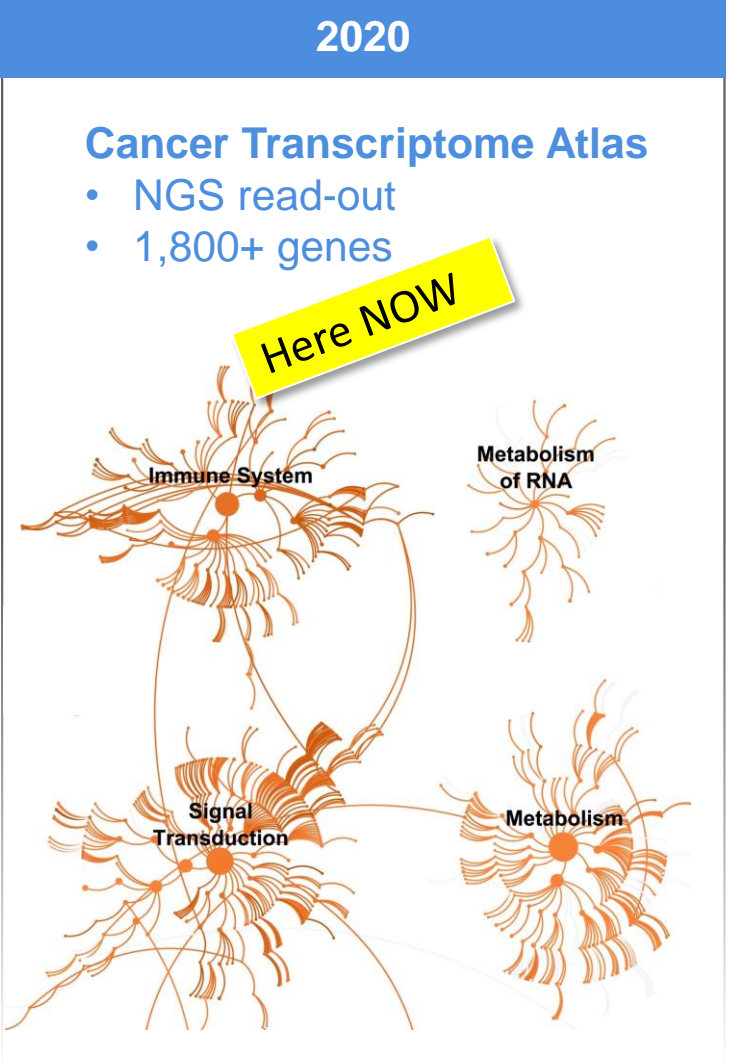 2020
Cancer Transcriptome Atlas
• NGS read-out
• 1,800+ genes
Here NOW
Immune System
Metabolism
of RNA
Signal
Transduction
Metabolism